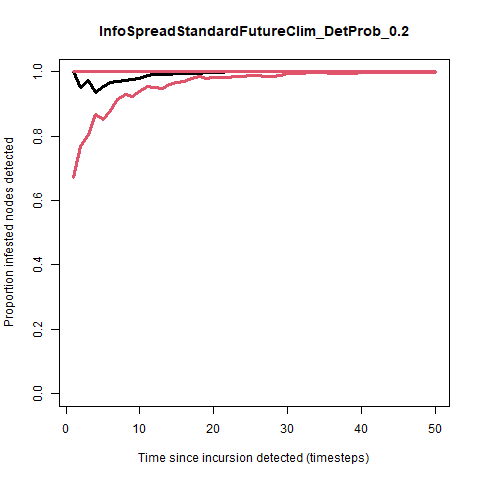 InfoSpreadStandardFutureClim_DetProb_0.2
Proportion infested nodes detected
1.0
0.8
0.6
0.4
0.2
0.0
0 10 20 30 40 50
Time since incursion detected (timesteps)